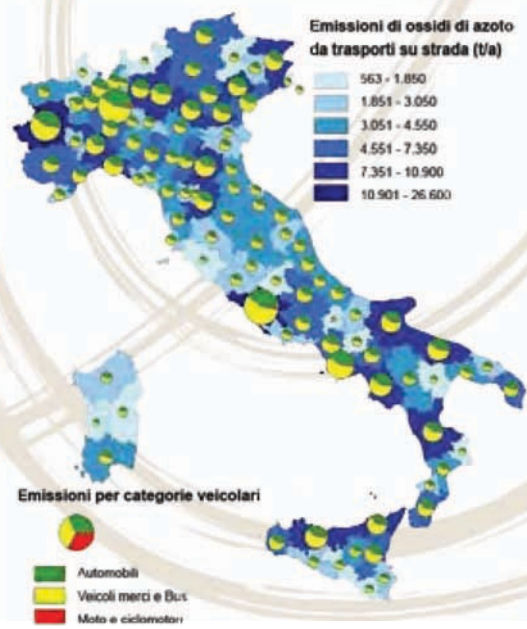 Emissioni di ossidi di azoto
da trasporti su strada (t/a)
563 - 1.850
1.851 - 3.050
3.051 - 4.550
4.551 - 7.350
7.351 - 10.900
10.901 - 26.600
Emissioni per categorie veicolari
Automobili
Veicoli merci e Bus
Moto e ciclomotori